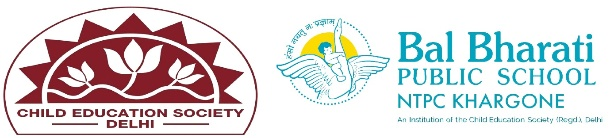 CHILD EDUCATION SOCIETY
DELHI
नः
Bal Bharati
PUBLIC SCHOOL
NTPC KHARGONE
An Institution of the Child Education Society (Regd.), Delhi